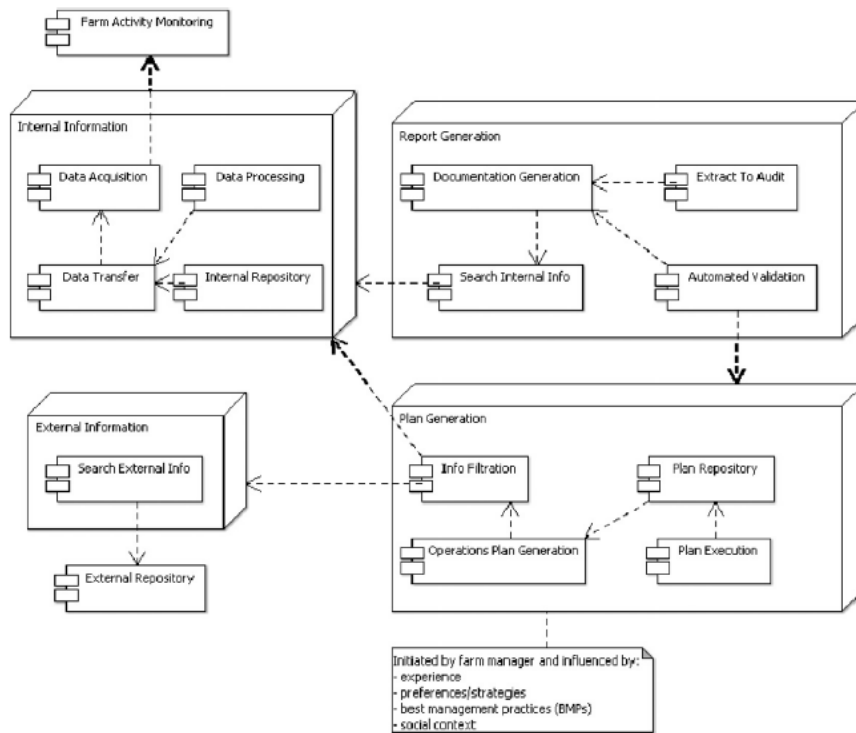 Farm Activity Monitoring
Internal Information
Data Acquisition
Data Processing
Data Transfer
Internal Repository
Report Generation
Documentation Generation
Extract To Audit
Search Internal Info
Automated Validation
External Information
Search External Info
External Repository
Plan Generation
Info Filtration
Plan Repository
Operations Plan Generation
Plan Execution
Initiated by farm manager and influenced by:
- experience
- preferences/strategies
- best management practices (BMPs)
- social context